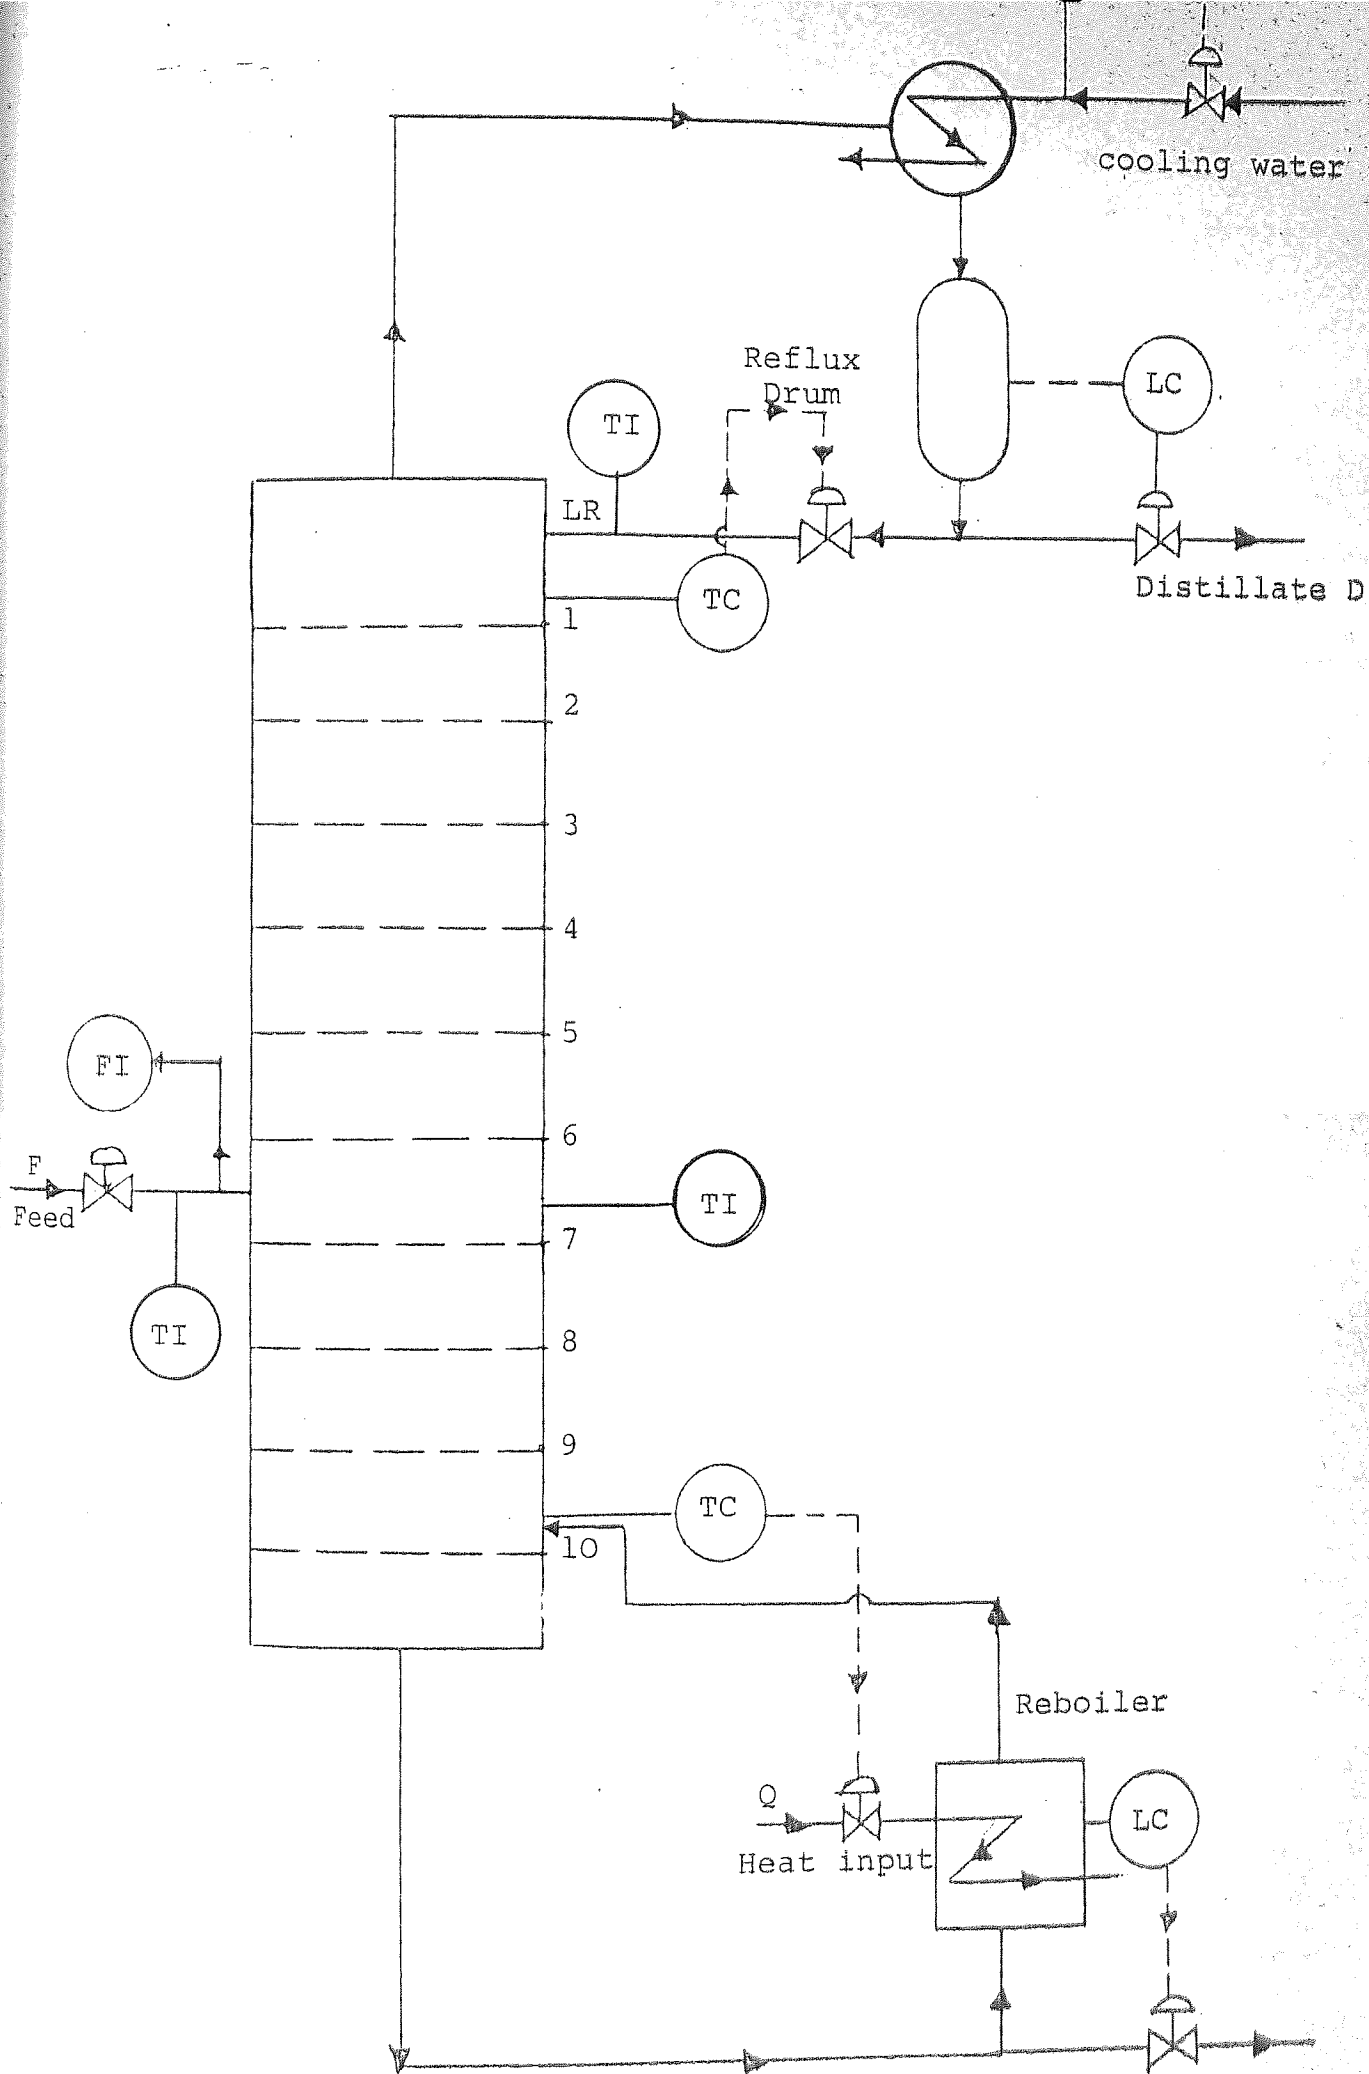 cooling water
Reflux
Drum
LC
TI
LR
TC
Distillate D
1
2
3
4
5
FI
6
F
Feed
TI
7
TI
8
9
TC
10
Reboiler
Q
LC
Heat input